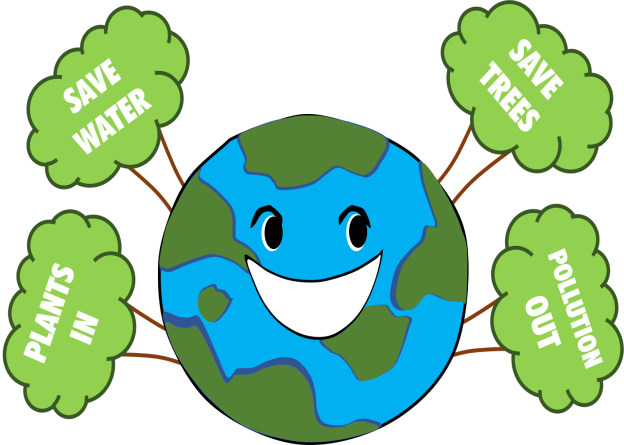 SAVE
WATER
SAVE
TREES
PLANTS
IN
POLLUTION
OUT